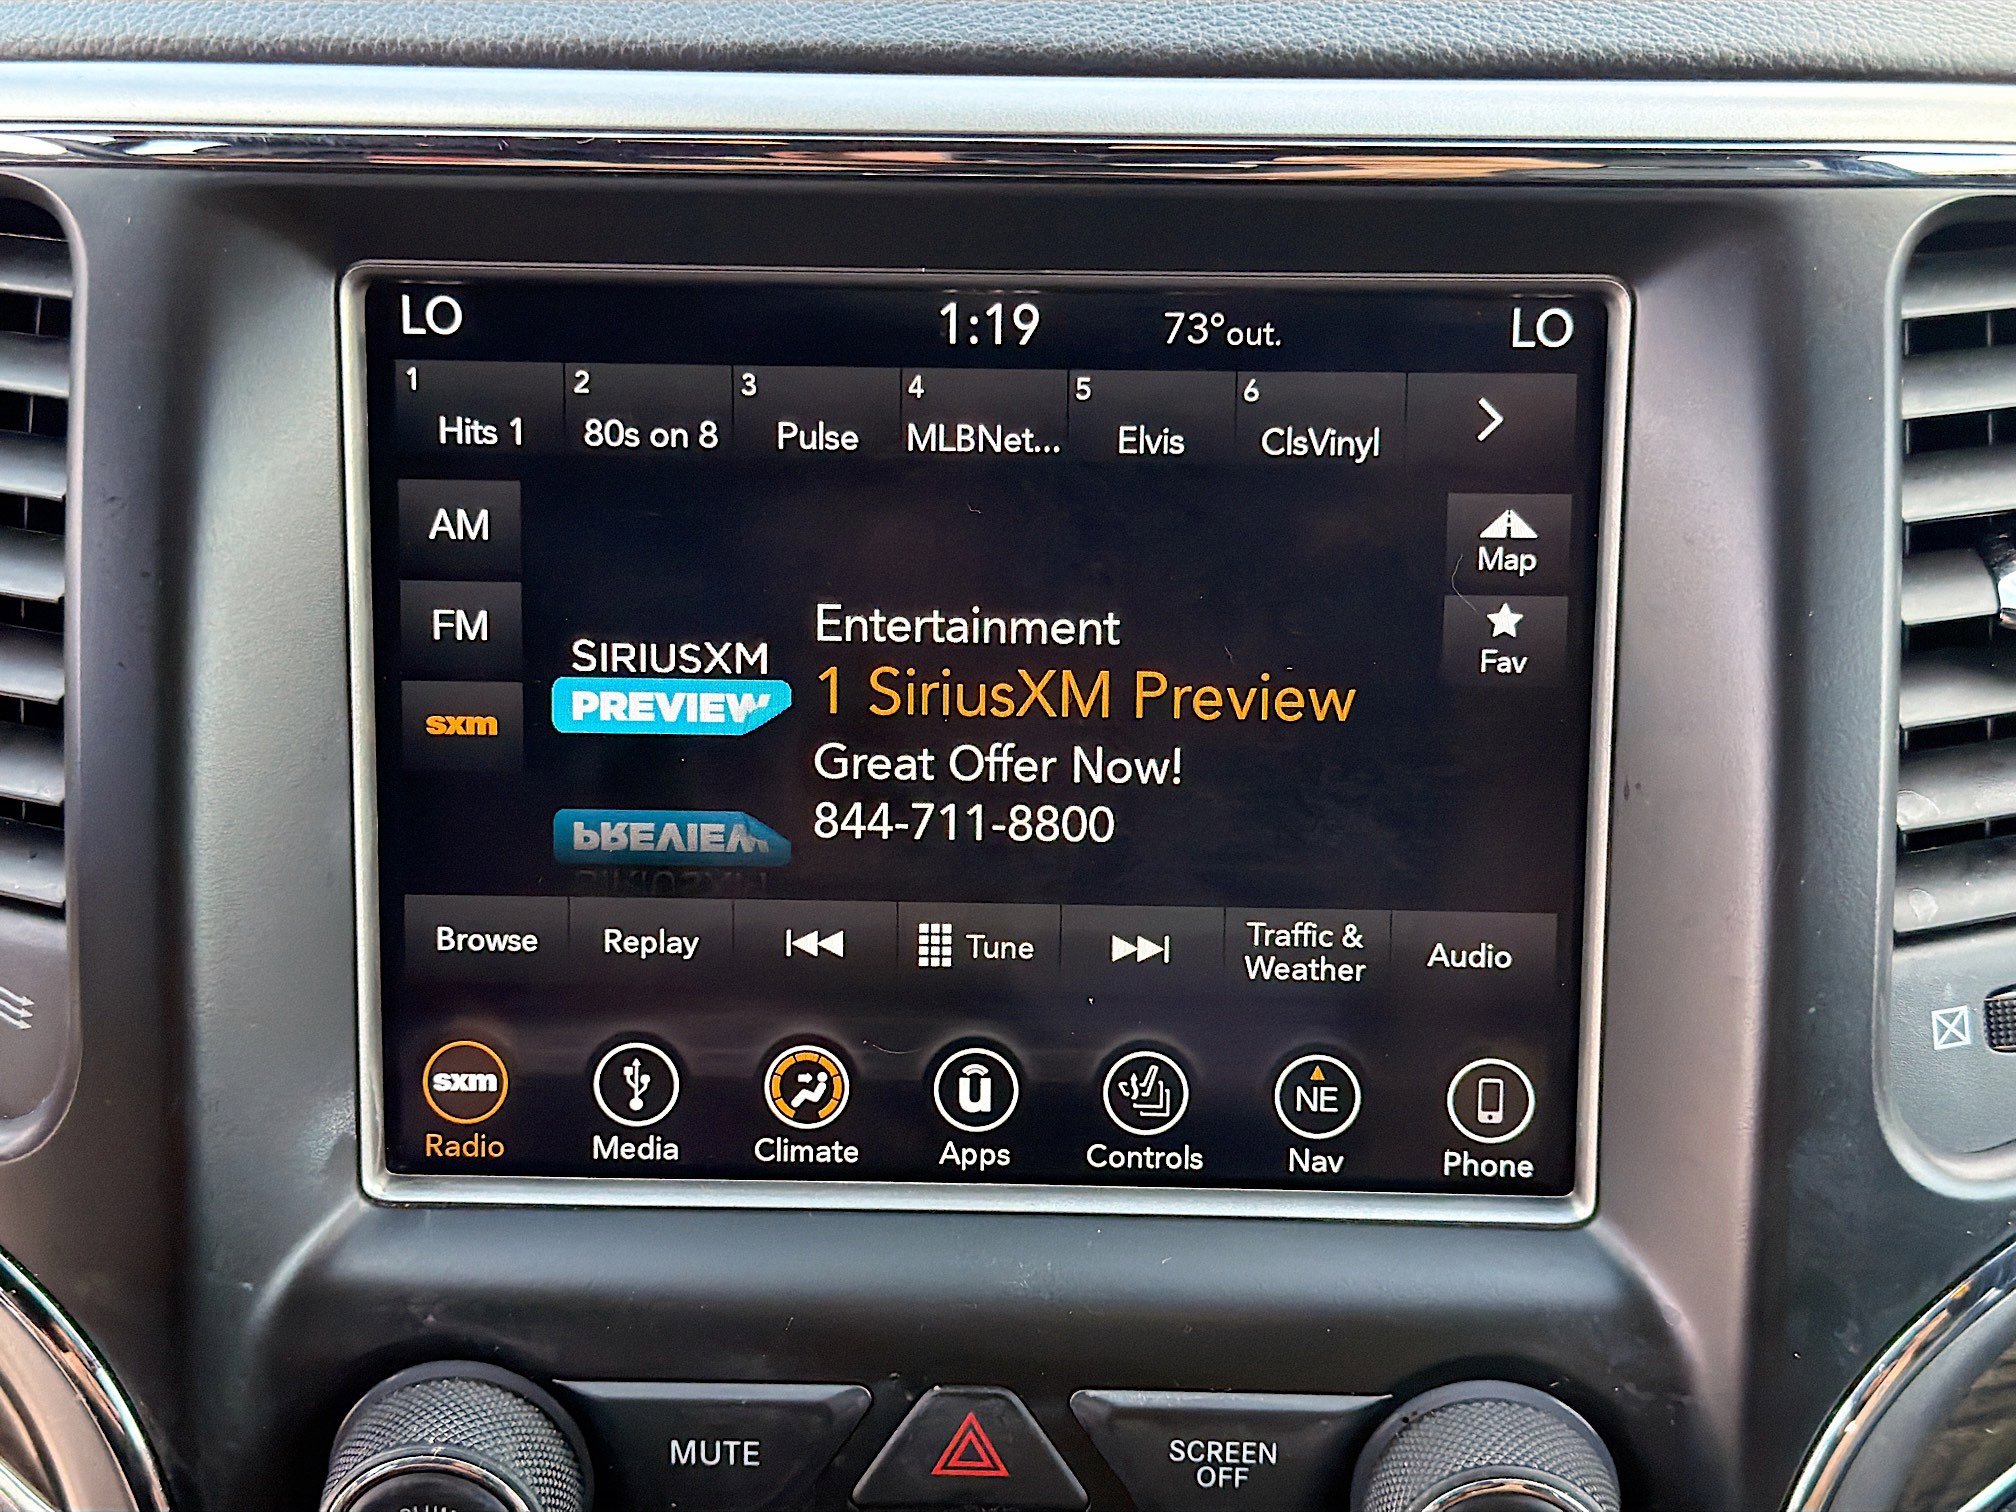 LO 1:19 73°out. LO
1 2 3 4 5 6
Hits 1 80s on 8 Pulse MLBNet... Elvis ClsVinyl
AM
Map
FM
Fav
sxm
SIRIUSXM
PREVIEW
Entertainment
1 SiriusXM Preview
Great Offer Now!
844-711-8800
Browse Replay Tune Traffic &
Weather Audio
sxm u NE
Radio Media Climate Apps Controls Nav Phone
MUTE SCREEN
OFF